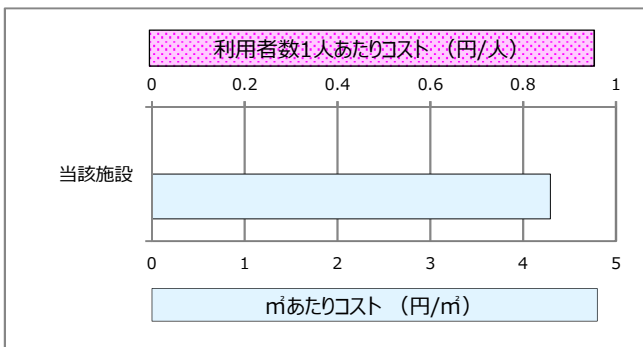 利用者数1人あたりコスト （円/人）
0 0.2 0.4 0.6 0.8 1
当該施設
0 1 2 3 4 5
㎡あたりコスト （円/㎡）